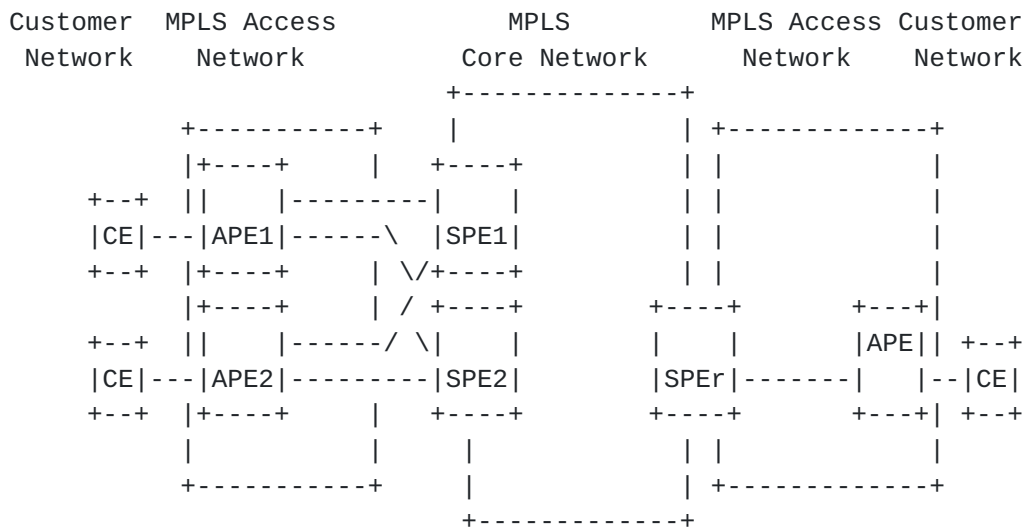 Customer MPLS Access MPLS MPLS Access Customer
Network Network Core Network Network Network
CE APE1 SPE1
APE
CE APE2 SPE2 SPEr CE